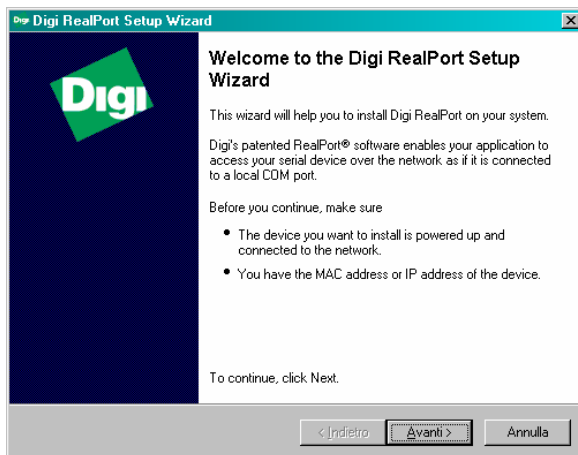 Digi RealPort Setup Wizard
Digi
Welcome to the Digi RealPort Setup
Wizard
This wizard will help you to install Digi RealPort on your system.
Digi's patented RealPort® software enables your application to
access your serial device over the network as if it is connected
to a local COM port.
Before you continue, make sure
• The device you want to install is powered up and
connected to the network.
• You have the MAC address or IP address of the device.
To continue, click Next.
< Indietro Avanti > Annulla